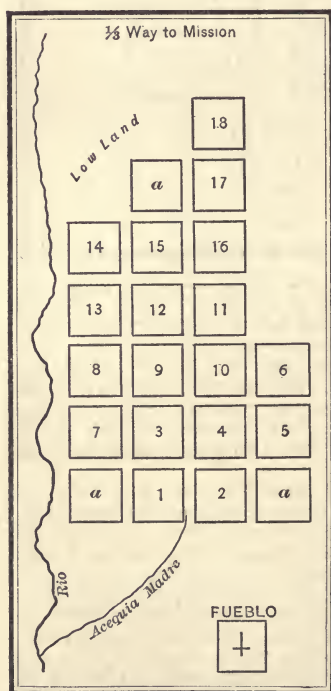 ⅓ Way to Mission
Low Land
18
a 17
14 15 16
13 12 11
8 9 10 6
7 3 4 5
a 1 2 a
Rio
Acequia Madre
FUEBLO